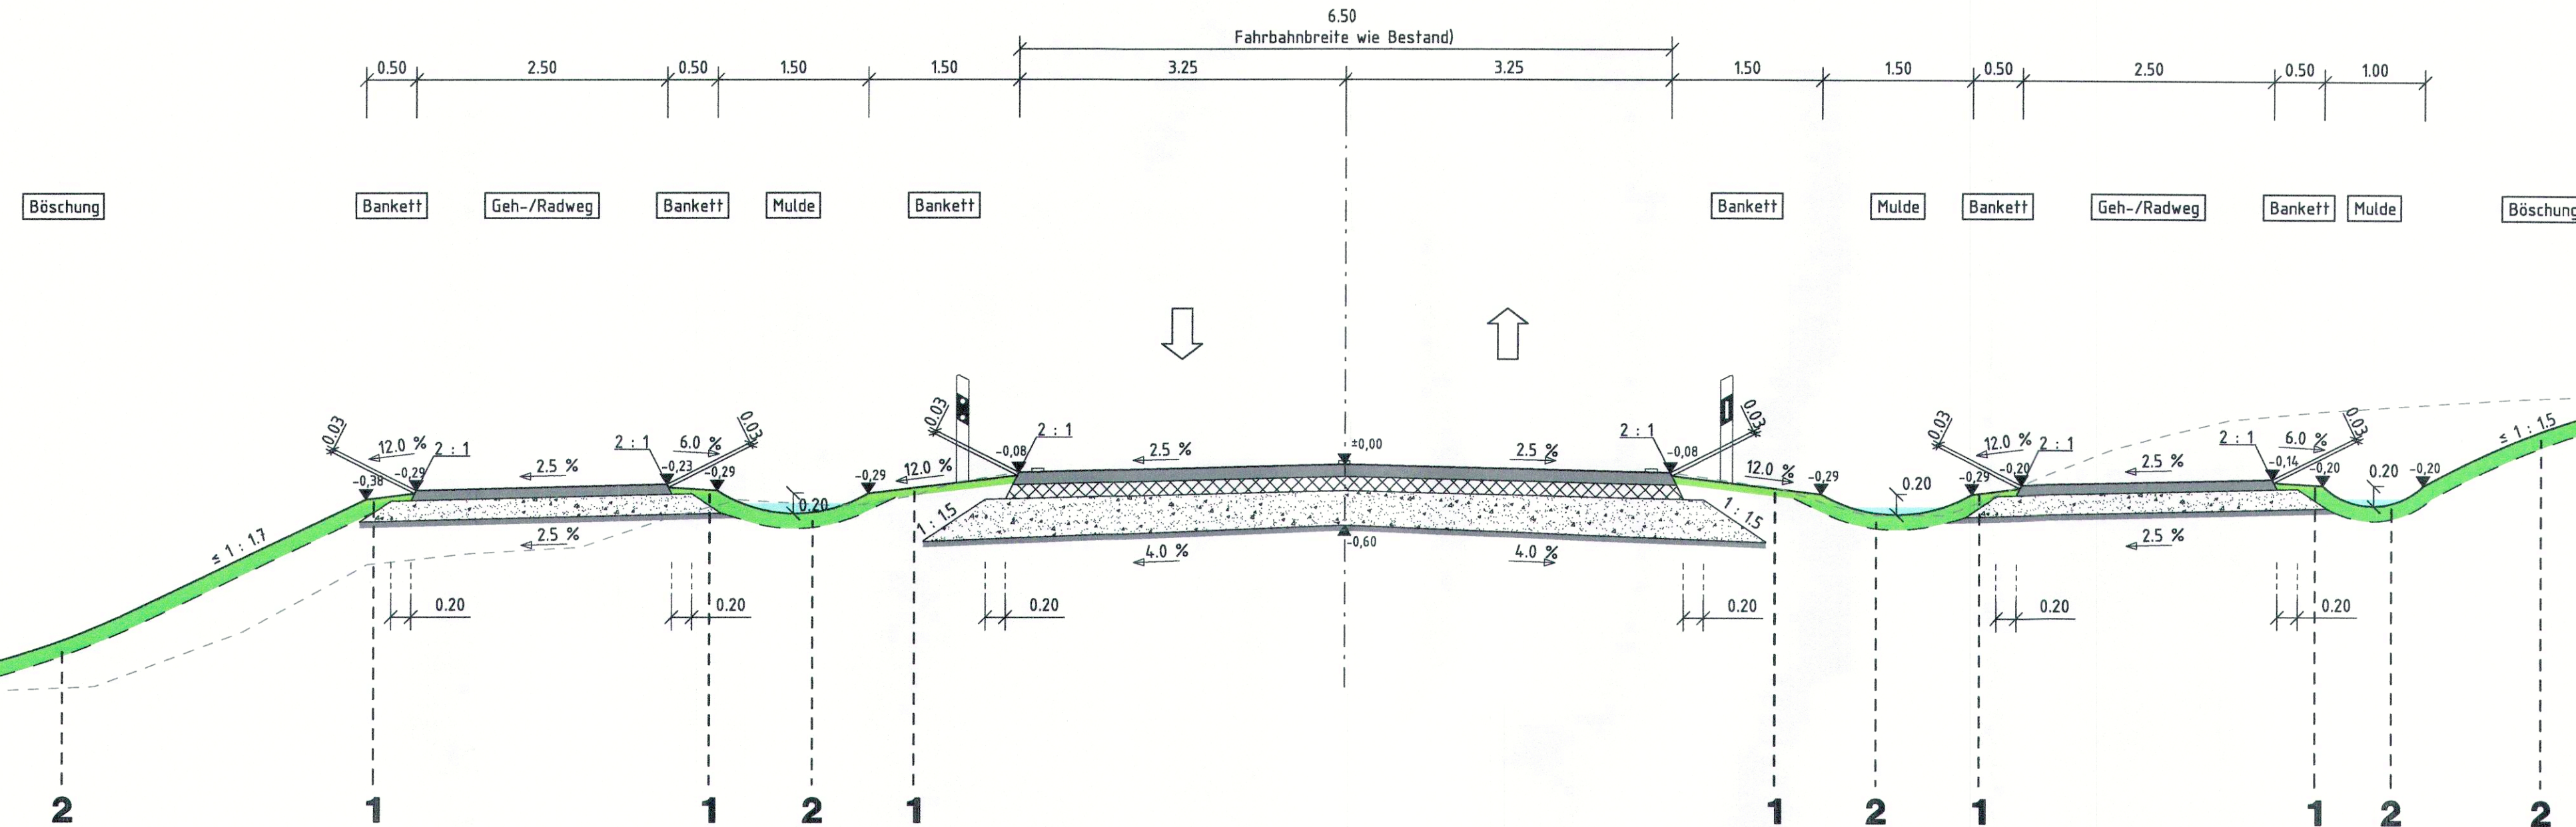 6.50
Fahrbahnbreite wie Bestand)
0.50 2.50 0.50 1.50 1.50 3.25 3.25 1.50 1.50 0.50 2.50 0.50 1.00
Böschung Bankett Geh-/Radweg Bankett Mulde Bankett Bankett Mulde Bankett Geh-/Radweg Bankett Mulde Böschung
0.03 12.0 % 2 : 1 2.5 % 2 : 1 6.0 % 0.03 0.03 2 : 1 2.5 % ±0,00 2.5 % 2 : 1 0.03 0.03 12.0 % 2 : 1 2.5 % 2 : 1 6.0 % 0.03 ≤ 1 : 1.5
-0,38 -0,29 -0,23 -0,29 0.20 -0,29 12.0 % -0,08 -0,08 12.0 % -0,29 0.20 -0,29 -0,20 -0,14 -0,20 0.20 -0,20
≤ 1 : 1.7 2.5 % 1 : 1.5 4.0 % -0,60 4.0 % 1 : 1.5 2.5 %
0.20 0.20 0.20 0.20 0.20 0.20
2 1 1 2 1 1 2 1 1 2 2